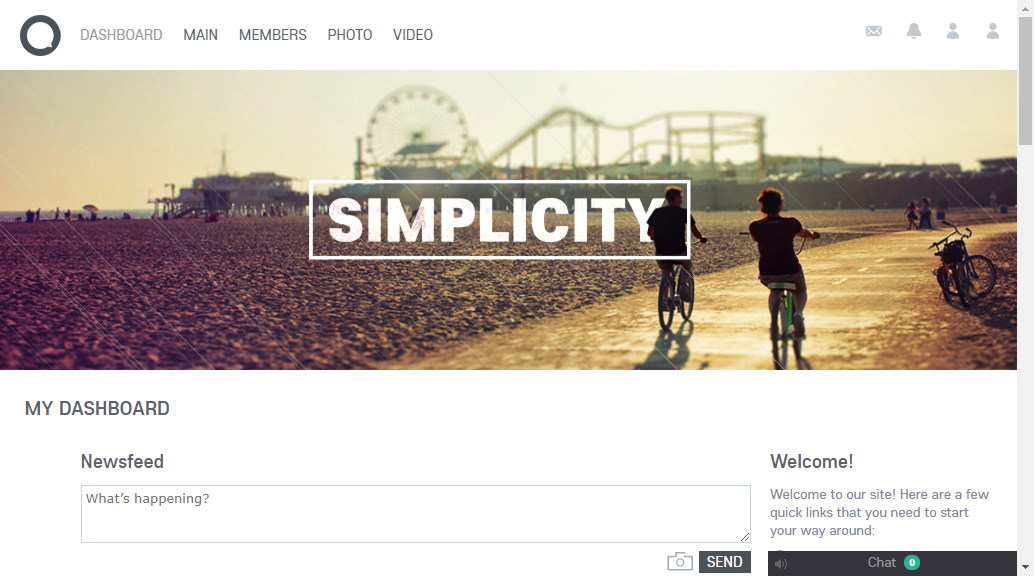 DASHBOARD MAIN MEMBERS PHOTO VIDEO
SIMPLICITY
MY DASHBOARD
Newsfeed
What's happening?
SEND
Welcome!
Welcome to our site! Here are a few
quick links that you need to start
your way around:
Chat 0